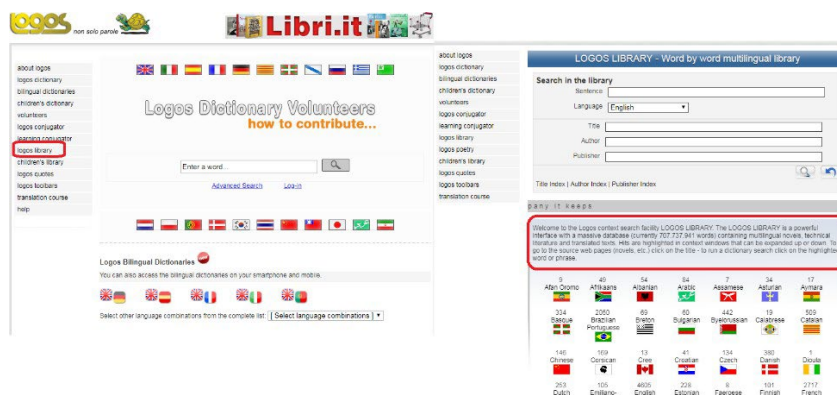 LOGOS non solo parole
Libri.it
about logos
logos dictionary
bilingual dictionaries
children's dictionary
volunteers
logos conjugator
learning conjugator
logos library
children's library
logos quotes
logos toolbars
translation course
help
Logos Dictionary Volunteers
how to contribute...
Enter a word...
Advanced Search Log-in
Logos Bilingual Dictionaries
You can also access the bilingual dictionaries on your smartphone and mobile.
Select other language combinations from the complete list: [ Select language combinations ]
about logos
logos dictionary
bilingual dictionaries
children's dictionary
volunteers
logos conjugator
learning conjugator
logos library
logos poetry
children's library
logos quotes
logos toolbars
translation course
LOGOS LIBRARY - Word by word multilingual library
Search in the library
Sentence
Language English
Title
Author
Publisher
Title Index | Author Index | Publisher Index
pany it keeps
Welcome to the Logos context search facility LOGOS LIBRARY. The LOGOS LIBRARY is a powerful
interface with a massive database (currently 707.737.941 words) containing multilingual novels, technical
literature and translated texts. Hits are highlighted in context windows that can be expanded up or down. To
go to the source web pages (novels, etc.) click on the title - to run a dictionary search click on the highlighted
word or phrase.
9 49 54 64 7 34 17
Afan Oromo Afrikaans Albanian Arabic Assamese Asturian Aymara
334 2080 69 60 442 19 509
Basque Brazilian Portuguese Breton Bulgarian Byelorussian Calabrese Catalan
146 169 13 41 134 380 1
Chinese Corsican Cree Croatian Czech Danish Dioula
253 105 4605 228 8 101 2717
Dutch Emiliano- English Estonian Faeroese Finnish French